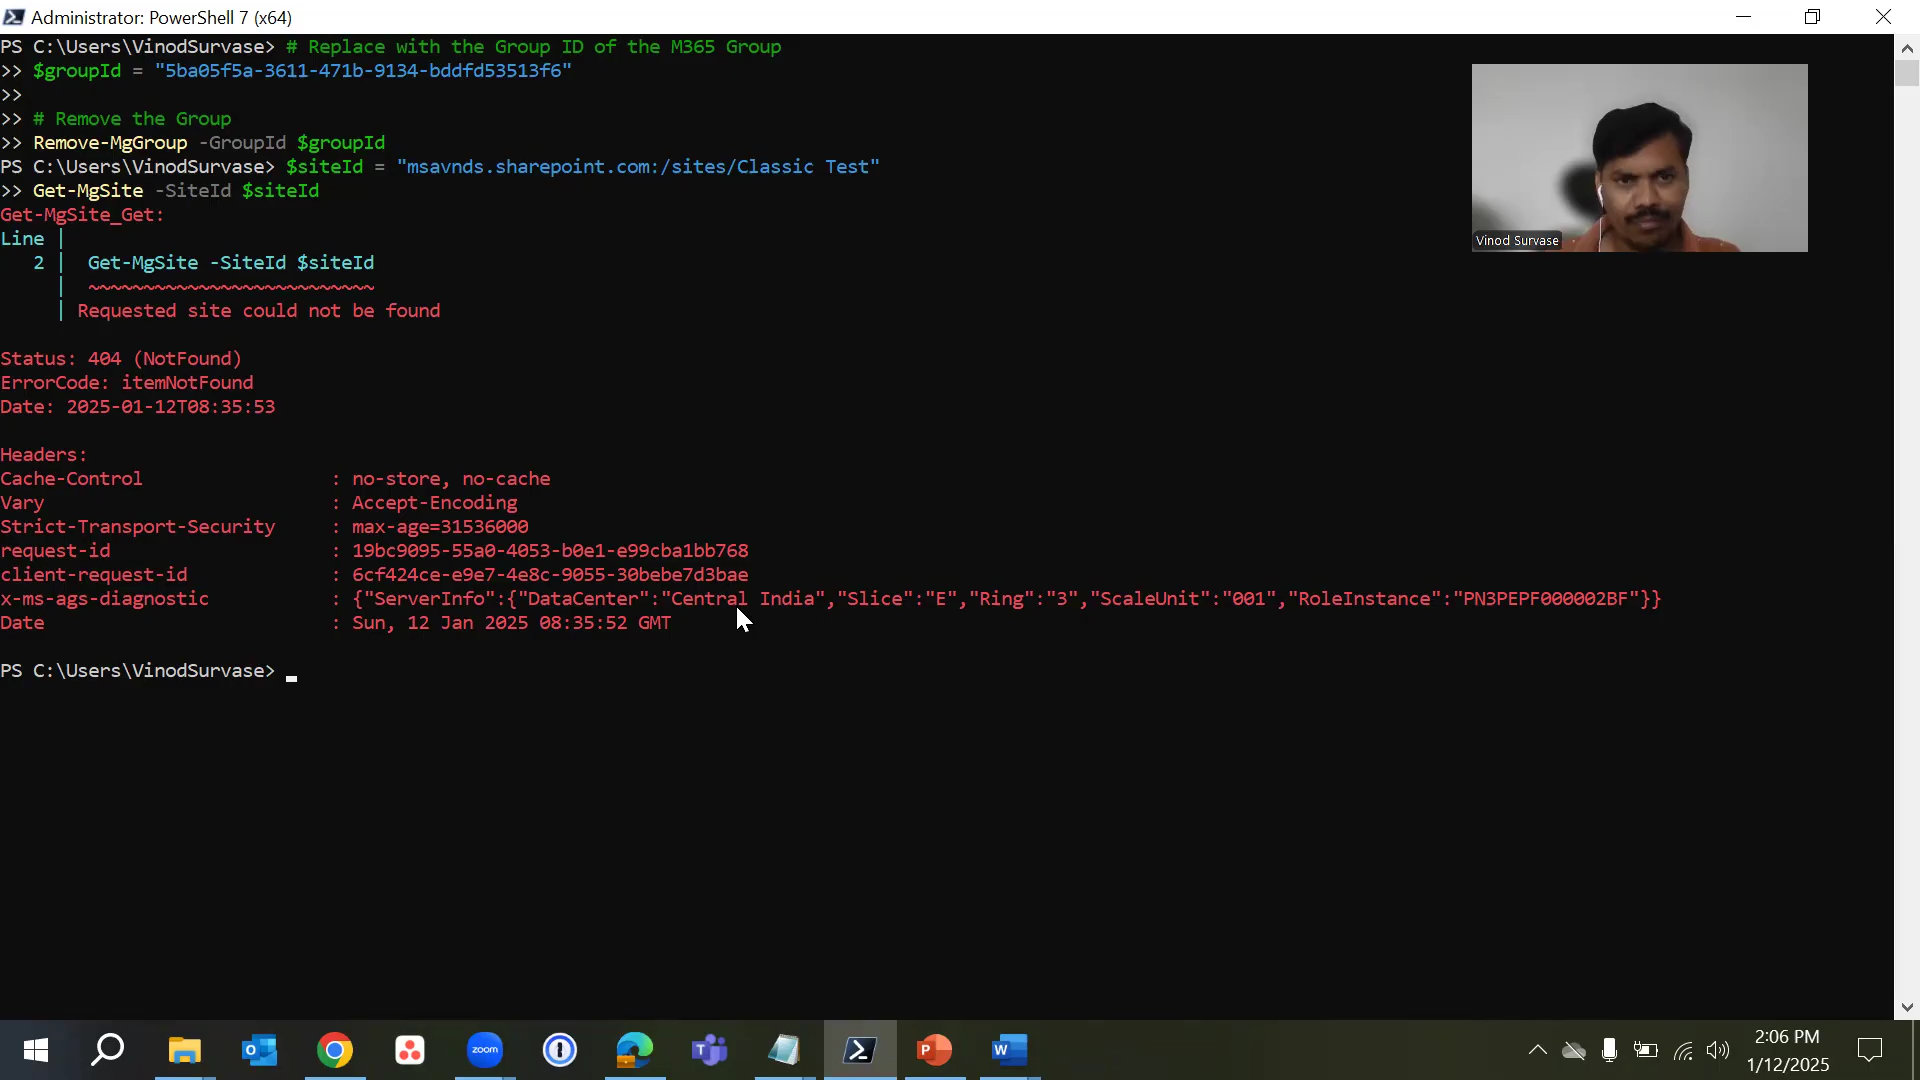 Administrator: PowerShell 7 (x64)
PS C:\Users\VinodSurvase> # Replace with the Group ID of the M365 Group
>> $groupId = "5ba05f5a-3611-471b-9134-bddfd53513f6"
>>
>> # Remove the Group
>> Remove-MgGroup -GroupId $groupId
PS C:\Users\VinodSurvase> $siteId = "msavnds.sharepoint.com:/sites/Classic Test"
>> Get-MgSite -SiteId $siteId
Get-MgSite_Get:
Line |
2 | Get-MgSite -SiteId $siteId
| ~~~~~~~~~~~~~~~~~~~~~~~~~~
| Requested site could not be found
Status: 404 (NotFound)
ErrorCode: itemNotFound
Date: 2025-01-12T08:35:53
Headers:
Cache-Control : no-store, no-cache
Vary : Accept-Encoding
Strict-Transport-Security : max-age=31536000
request-id : 19bc9095-55a0-4053-b0e1-e99cba1bb768
client-request-id : 6cf424ce-e9e7-4e8c-9055-30bebe7d3bae
x-ms-ags-diagnostic : {"ServerInfo":{"DataCenter":"Central India","Slice":"E","Ring":"3","ScaleUnit":"001","RoleInstance":"PN3PEPF000002BF"}}
Date : Sun, 12 Jan 2025 08:35:52 GMT
PS C:\Users\VinodSurvase>
Vinod Survase
zoom
2:06 PM
1/12/2025